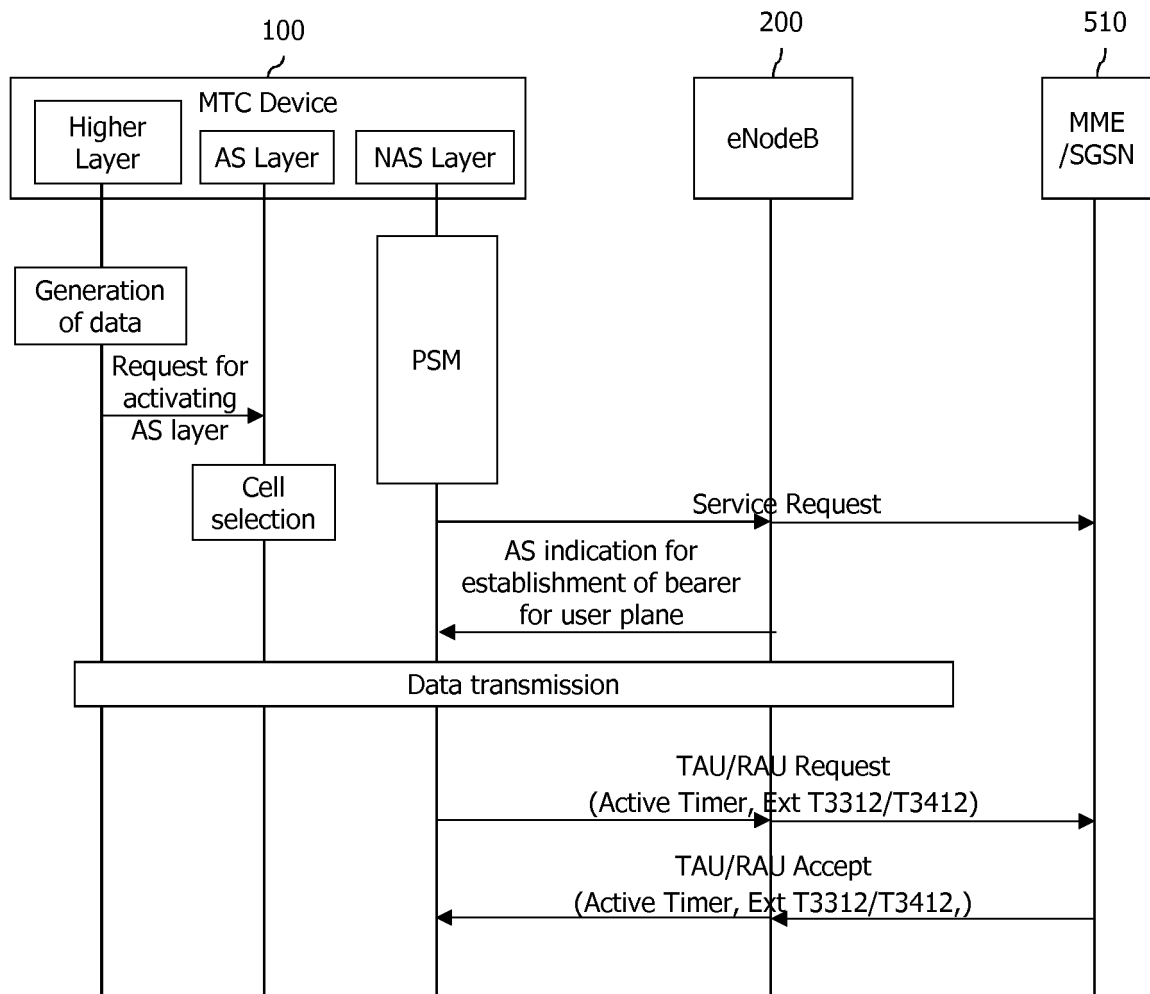 100
200
510
MTC Device
Higher
Layer
AS Layer
NAS Layer
eNodeB
MME
/SGSN
Generation
of data
PSM
Request for
activating
AS layer
Cell
selection
Service Request
AS indication for
establishment of bearer
for user plane
Data transmission
TAU/RAU Request
(Active Timer, Ext T3312/T3412)
TAU/RAU Accept
(Active Timer, Ext T3312/T3412,)